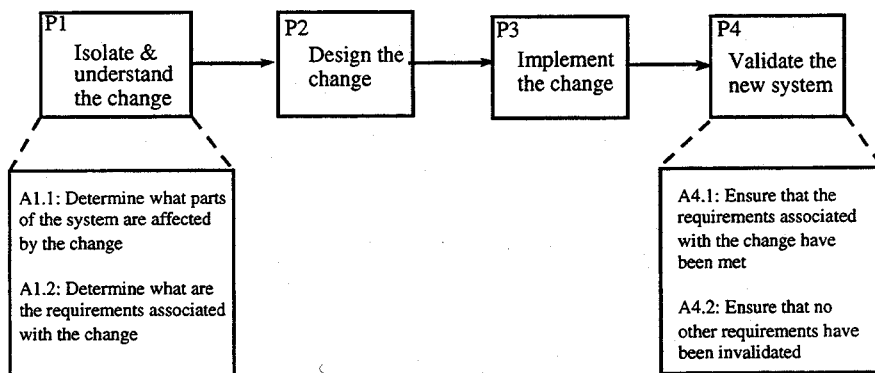 P1
Isolate &
understand
the change
P2
Design the
change
P3
Implement
the change
P4
Validate the
new system
A1.1: Determine what parts
of the system are affected
by the change
A1.2: Determine what are
the requirements associated
with the change
A4.1: Ensure that the
requirements associated
with the change have
been met
A4.2: Ensure that no
other requirements have
been invalidated